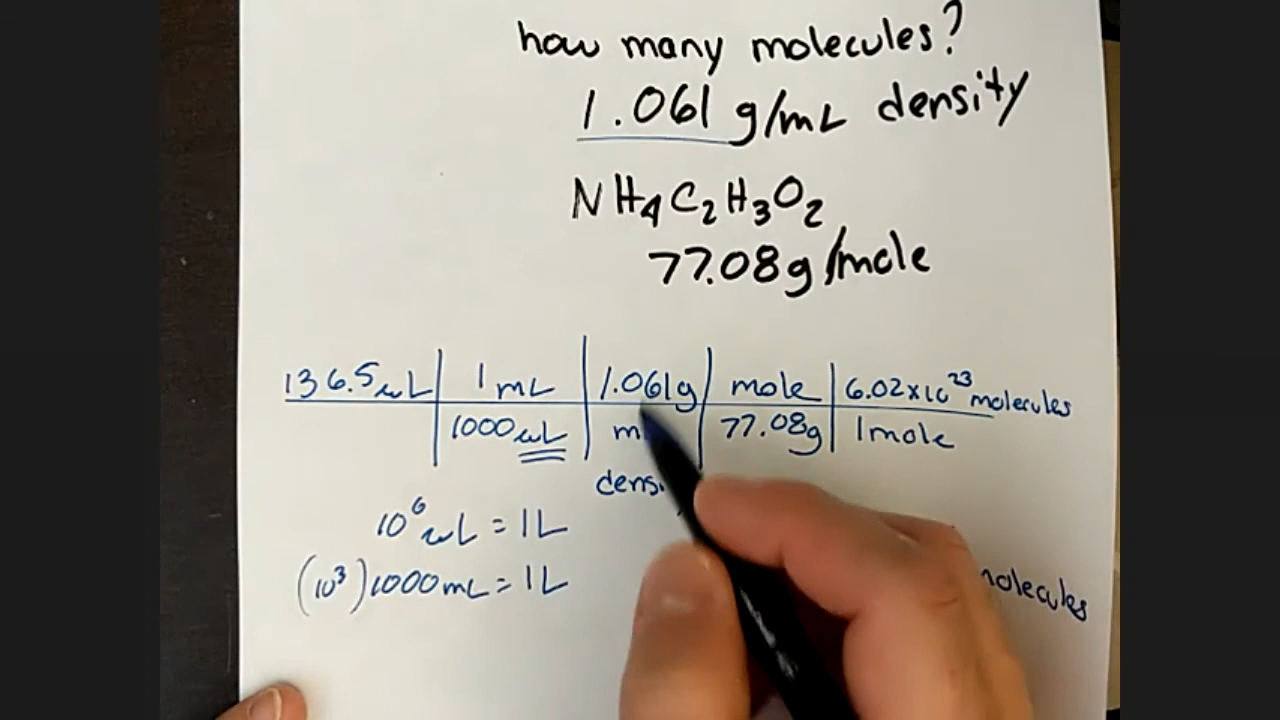 how many molecules?
1.061 g/mL density
NH4C2H3O2
77.08g/mole
136.5uL | 1mL | 1.061g | mole | 6.02x10^23 molecules
1000uL | 77.08g | 1mole
10^6 uL = 1L
(10^3)1000mL = 1L